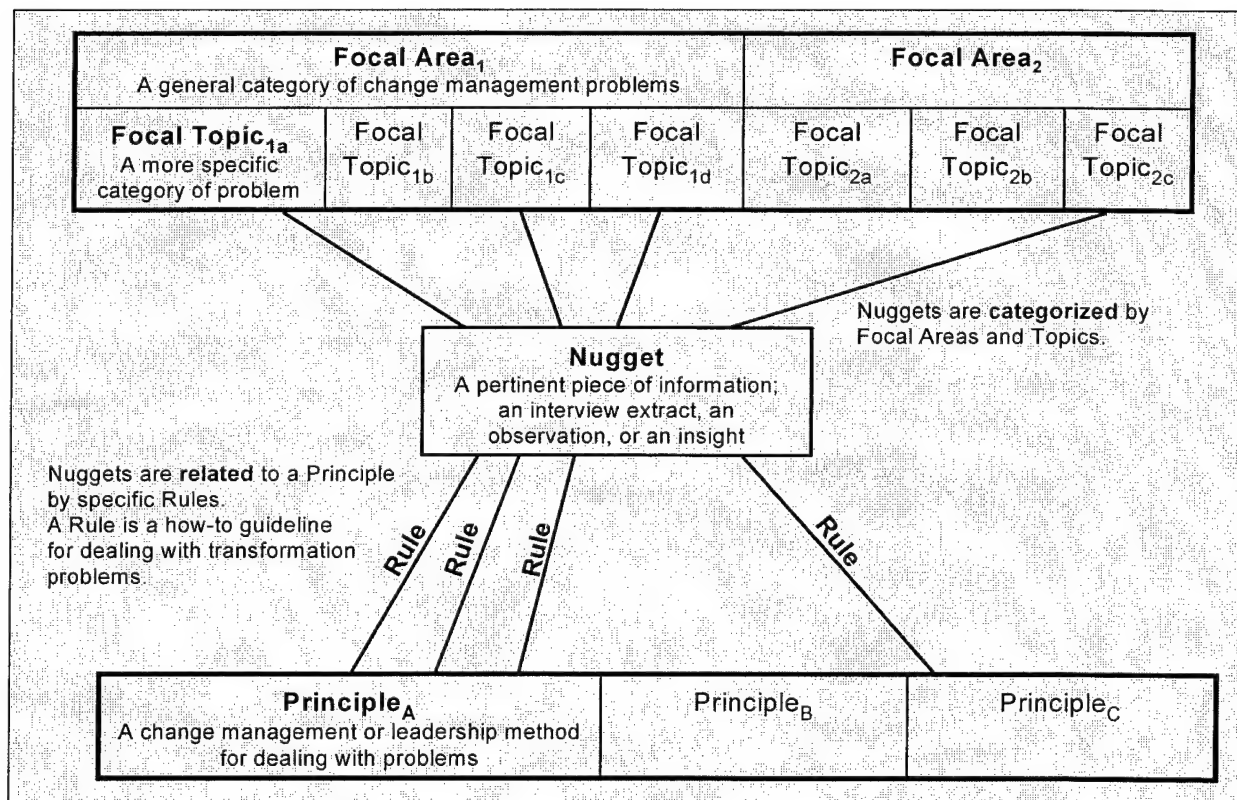 Focal Area₁
A general category of change management problems
Focal Area₂
Focal Topic₁ₐ
A more specific
category of problem
Focal
Topic1b
Focal
Topic1c
Focal
Topic1d
Focal
Topic2a
Focal
Topic2b
Focal
Topic2c
Nuggets are categorized by
Focal Areas and Topics.
Nugget
A pertinent piece of information;
an interview extract, an
observation, or an insight
Nuggets are related to a Principle
by specific Rules.
A Rule is a how-to guideline
for dealing with transformation
problems.
Rule
Rule
Rule
Rule
PrincipleA
A change management or leadership method
for dealing with problems
PrincipleB
PrincipleC